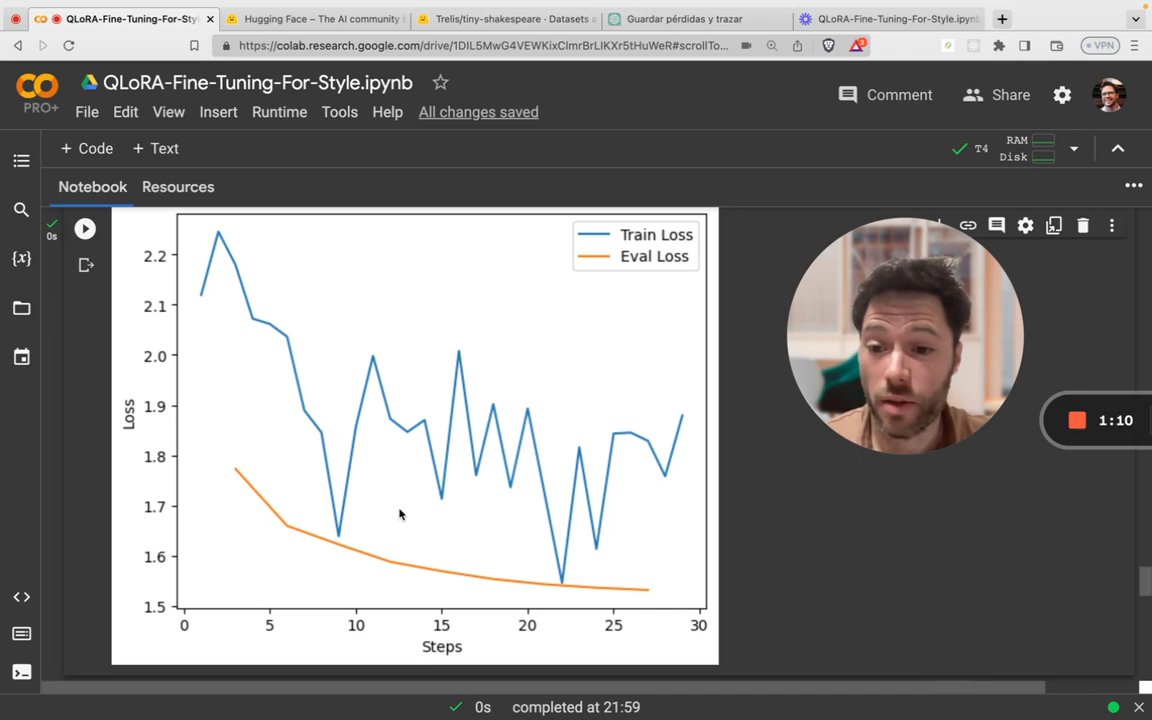 QLoRA-Fine-Tuning-For-Sty
Hugging Face – The AI community b
Trelis/tiny-shakespeare · Datasets a
Guardar pérdidas y trazar
QLoRA-Fine-Tuning-For-Style.ipynb
https://colab.research.google.com/drive/1DIL5MwG4VEWKixClmrBrLIKXr5tHuWeR#scrollTo...
VPN
QLoRA-Fine-Tuning-For-Style.ipynb
PRO+
Comment
Share
File Edit View Insert Runtime Tools Help All changes saved
+ Code + Text
T4
RAM
Disk
Notebook Resources
0s
{x}
Train Loss
Eval Loss
2.2
2.1
2.0
1.9
1.8
1.7
1.6
1.5
Loss
0 5 10 15 20 25 30
Steps
1:10
0s completed at 21:59